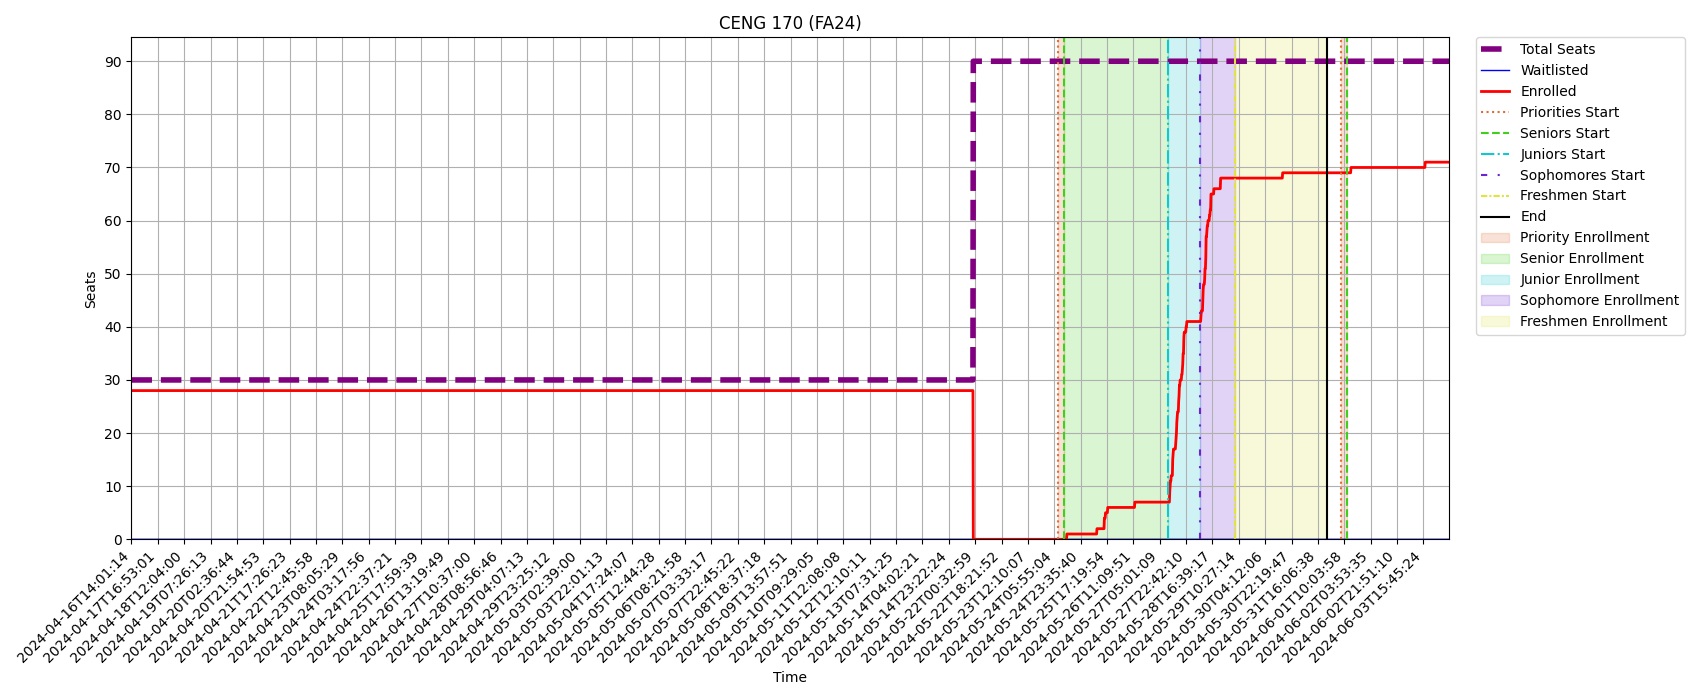 CENG 170 (FA24)
Seats
90
80
70
60
50
40
30
20
10
0
2024-04-16T14:01:14
2024-04-17T16:53:01
2024-04-18T12:04:00
2024-04-19T07:26:13
2024-04-20T02:36:44
2024-04-20T21:54:53
2024-04-21T17:26:23
2024-04-22T12:45:58
2024-04-23T08:05:29
2024-04-24T03:17:56
2024-04-24T22:37:21
2024-04-25T17:59:39
2024-04-26T13:19:49
2024-04-27T10:37:00
2024-04-28T08:56:46
2024-04-29T04:07:13
2024-04-29T23:25:12
2024-05-03T02:39:00
2024-05-03T22:01:13
2024-05-04T17:24:07
2024-05-05T12:44:28
2024-05-06T08:21:58
2024-05-07T03:33:17
2024-05-07T22:45:22
2024-05-08T18:37:18
2024-05-09T13:57:51
2024-05-10T09:29:05
2024-05-11T12:08:08
2024-05-12T12:10:11
2024-05-13T07:31:25
2024-05-14T04:02:21
2024-05-14T23:22:24
2024-05-22T00:32:59
2024-05-22T18:21:52
2024-05-23T12:10:07
2024-05-24T05:55:04
2024-05-24T23:35:40
2024-05-25T17:19:54
2024-05-26T11:09:51
2024-05-27T05:01:09
2024-05-27T22:42:10
2024-05-28T16:39:17
2024-05-29T10:27:14
2024-05-30T04:12:06
2024-05-30T22:19:47
2024-05-31T16:06:38
2024-06-01T10:03:58
2024-06-02T03:53:35
2024-06-02T21:51:10
2024-06-03T15:45:24
Time
Total Seats
Waitlisted
Enrolled
Priorities Start
Seniors Start
Juniors Start
Sophomores Start
Freshmen Start
End
Priority Enrollment
Senior Enrollment
Junior Enrollment
Sophomore Enrollment
Freshmen Enrollment